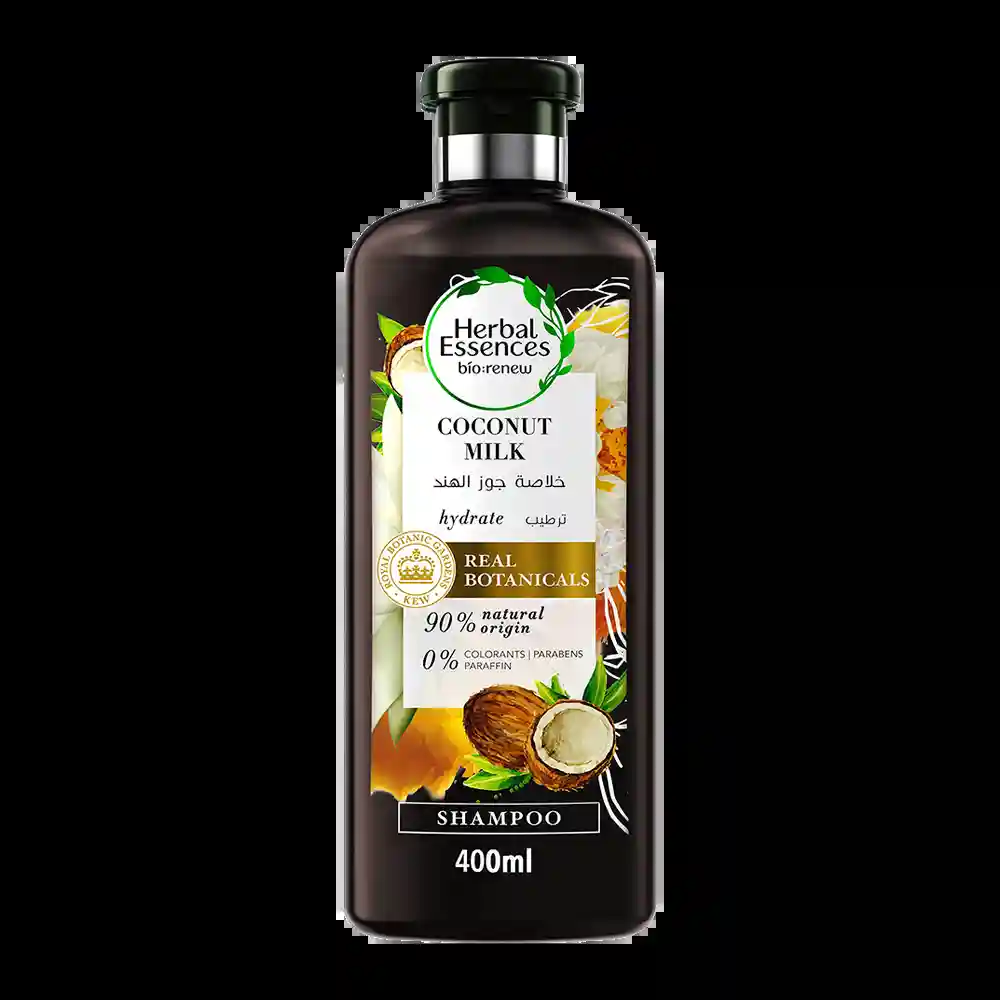 Herbal
Essences
bío:renew
COCONUT
MILK
خلاصة جوز الهند
hydrate ترطيب
ROYAL BOTANIC GARDENS
KEW
REAL
BOTANICALS
90% natural
origin
0% COLORANTS | PARABENS
PARAFFIN
SHAMPOO
400ml